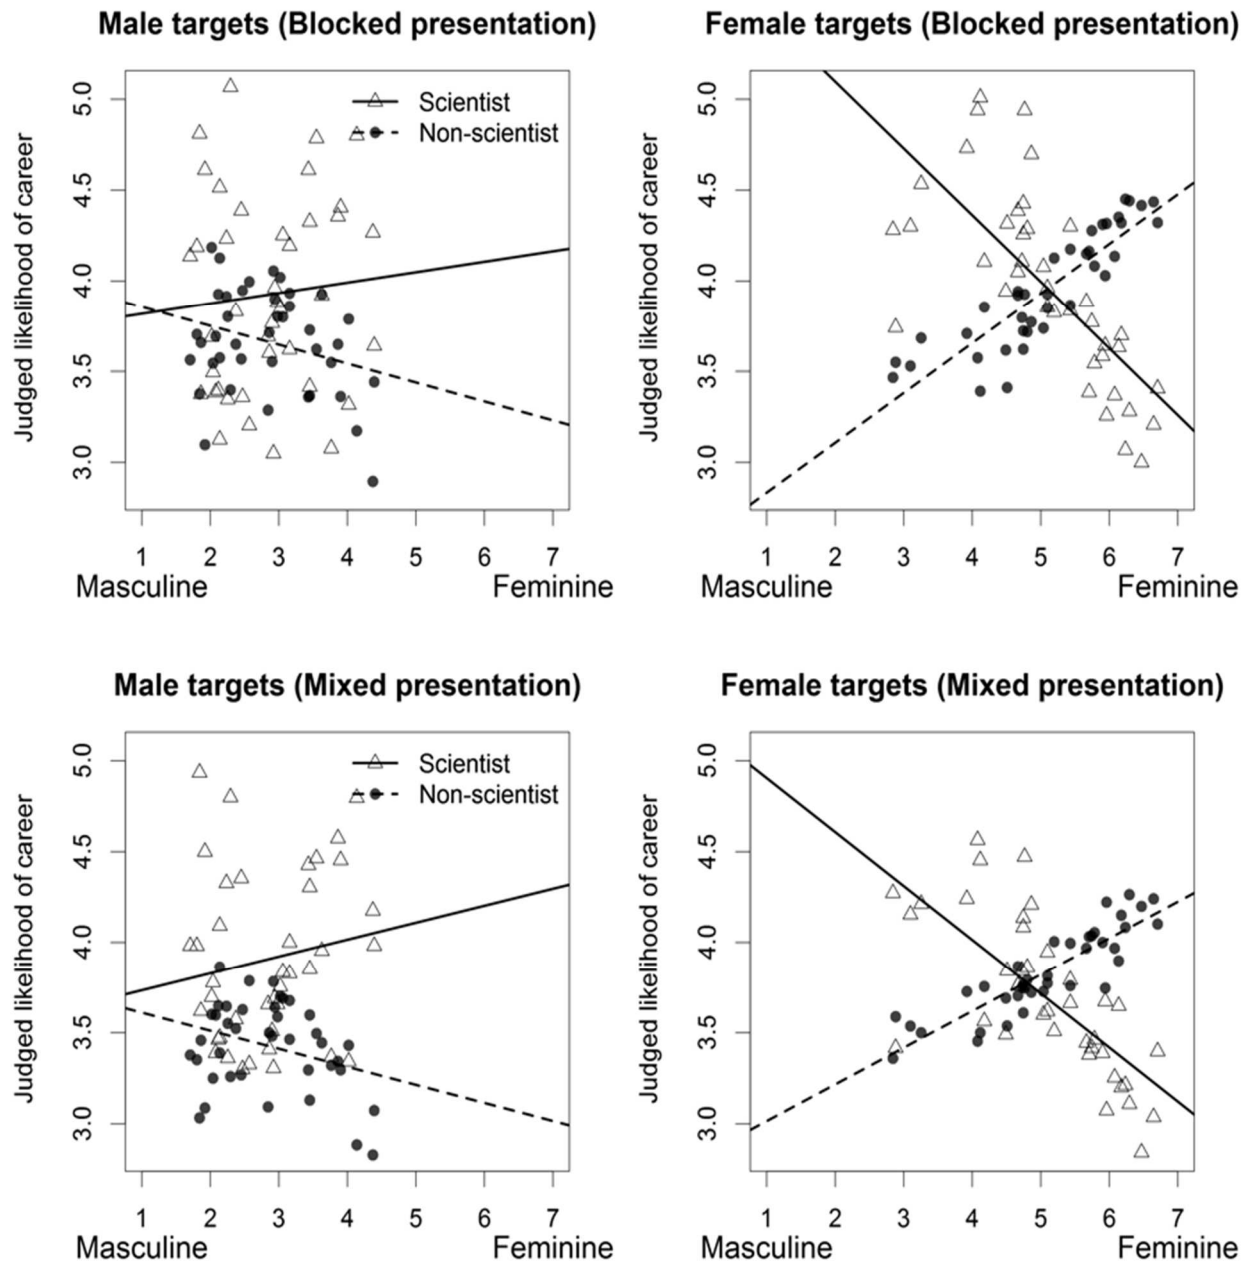 Male targets (Blocked presentation)
Judged likelihood of career
5.0
4.5
4.0
3.5
3.0
Scientist
Non-scientist
1 2 3 4 5 6 7
Masculine Feminine
Female targets (Blocked presentation)
Judged likelihood of career
5.0
4.5
4.0
3.5
3.0
1 2 3 4 5 6 7
Masculine Feminine
Male targets (Mixed presentation)
Judged likelihood of career
5.0
4.5
4.0
3.5
3.0
Scientist
Non-scientist
1 2 3 4 5 6 7
Masculine Feminine
Female targets (Mixed presentation)
Judged likelihood of career
5.0
4.5
4.0
3.5
3.0
1 2 3 4 5 6 7
Masculine Feminine